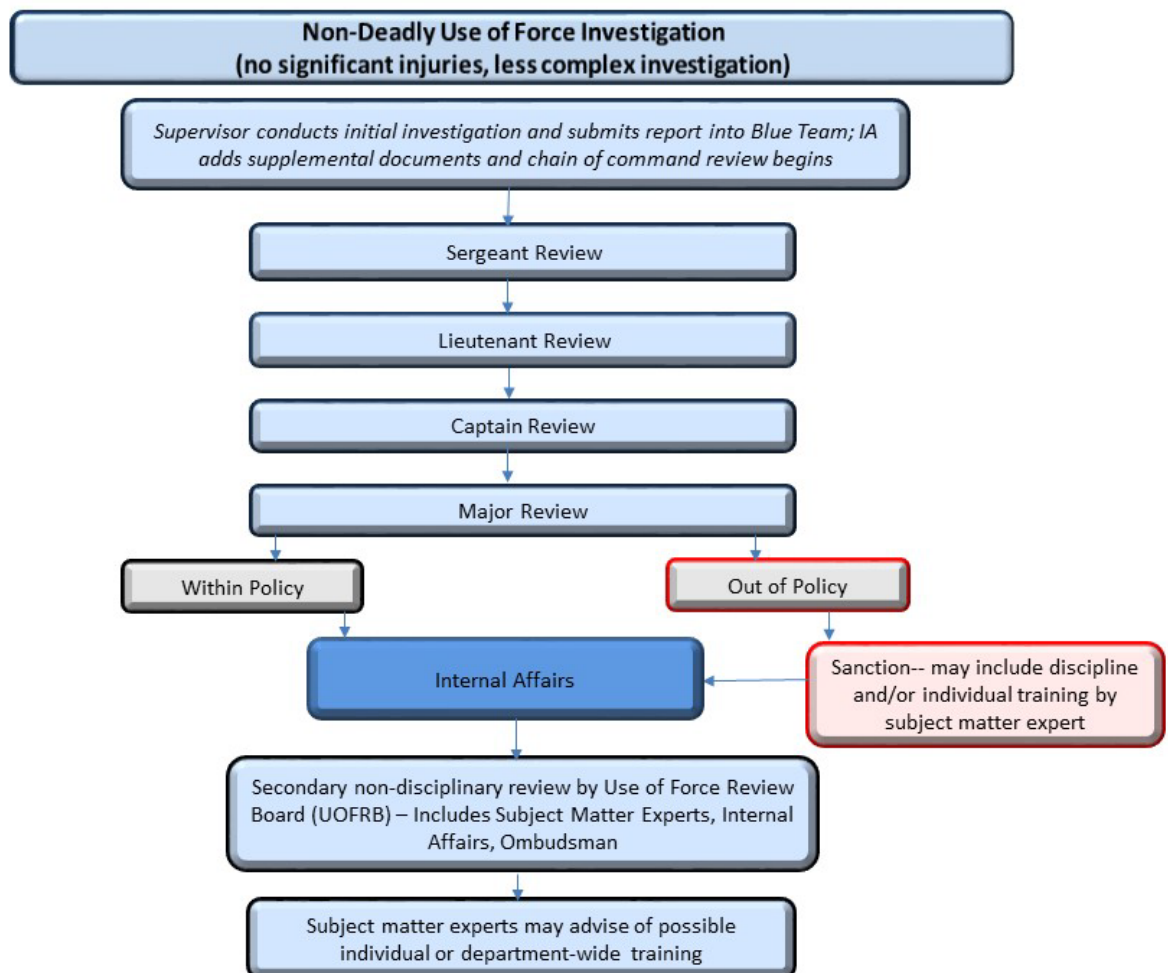 Non-Deadly Use of Force Investigation
(no significant injuries, less complex investigation)
Supervisor conducts initial investigation and submits report into Blue Team; IA
adds supplemental documents and chain of command review begins
Sergeant Review
Lieutenant Review
Captain Review
Major Review
Within Policy
Out of Policy
Internal Affairs
Sanction-- may include discipline
and/or individual training by
subject matter expert
Secondary non-disciplinary review by Use of Force Review
Board (UOFRB) – Includes Subject Matter Experts, Internal
Affairs, Ombudsman
Subject matter experts may advise of possible
individual or department-wide training